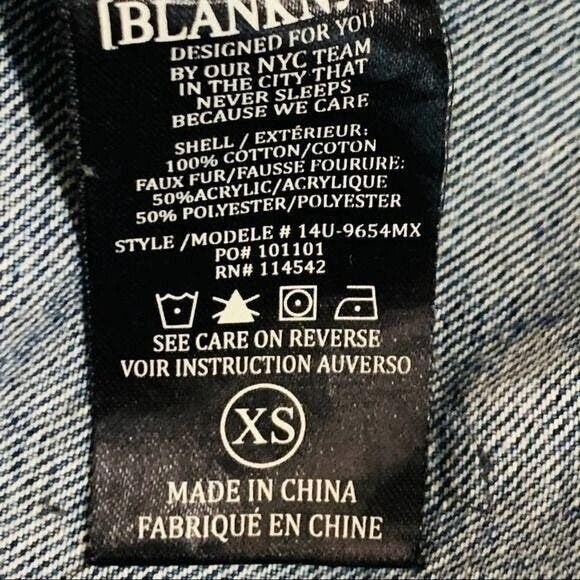 DESIGNED FOR YOU
BY OUR NYC TEAM
IN THE CITY THAT
NEVER SLEEPS
BECAUSE WE CARE
SHELL / EXTÉRIEUR:
100% COTTON/COTON
FAUX FUR/FAUSSE FOURURE:
50%ACRYLIC/ACRYLIQUE
50% POLYESTER/POLYESTER
STYLE /MODELE # 14U-9654MX
PO# 101101
RN# 114542
SEE CARE ON REVERSE
VOIR INSTRUCTION AUVERSO
XS
MADE IN CHINA
FABRIQUÉ EN CHINE